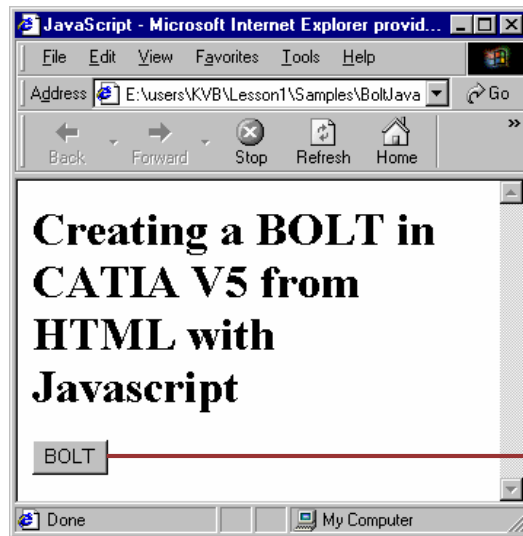 JavaScript - Microsoft Internet Explorer provid...
File Edit View Favorites Tools Help
Address E:\users\KVB\Lesson1\Samples\BoltJava Go
Back Forward Stop Refresh Home »
Creating a BOLT in
CATIA V5 from
HTML with
Javascript
BOLT
Done My Computer